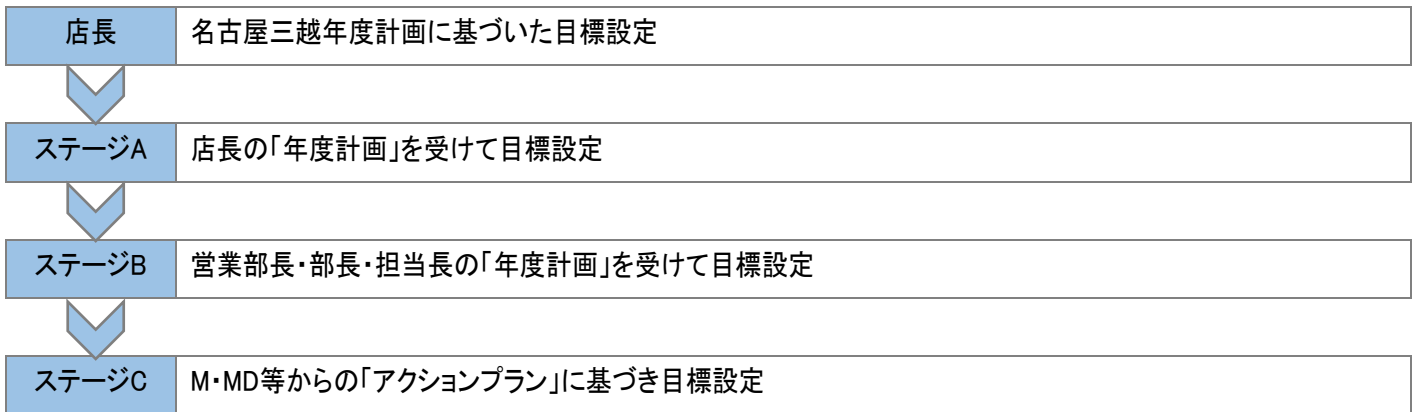 店長 名古屋三越年度計画に基づいた目標設定
ステージA 店長の「年度計画」を受けて目標設定
ステージB 営業部長・部長・担当長の「年度計画」を受けて目標設定
ステージC M・MD等からの「アクションプラン」に基づき目標設定